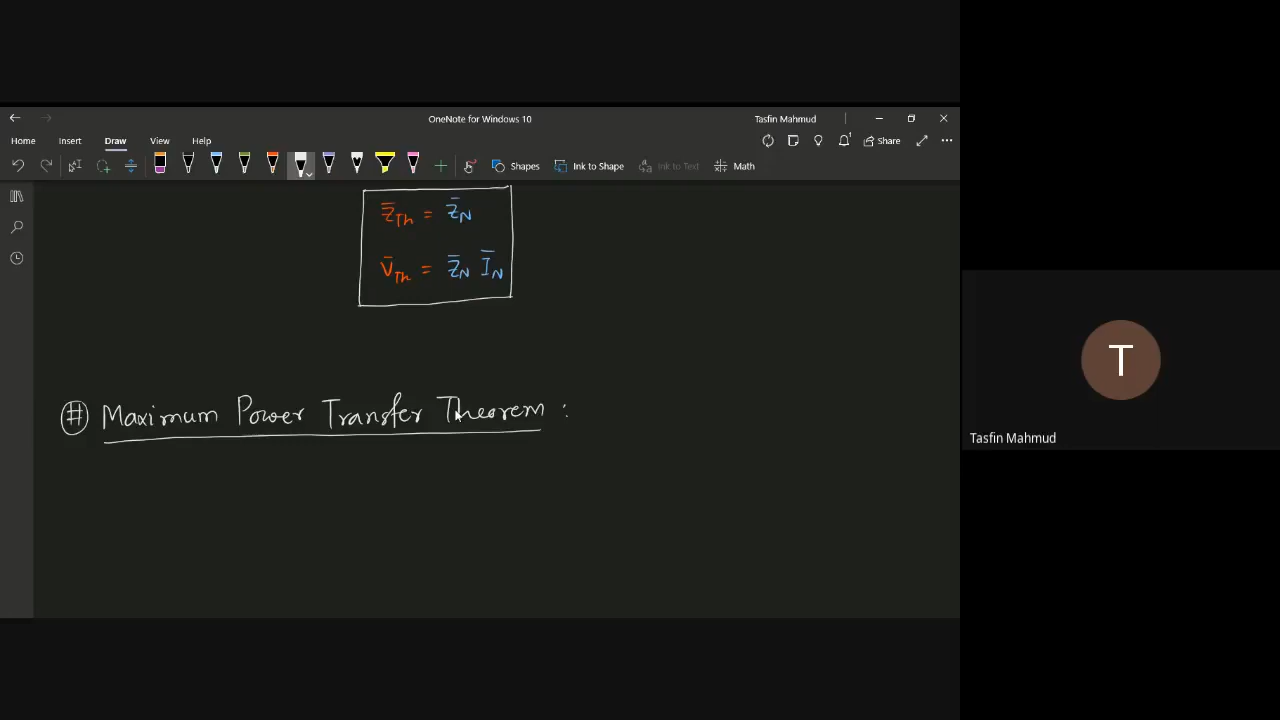 OneNote for Windows 10
Tasfin Mahmud
Home Insert Draw View Help
Share
Shapes Ink to Shape Ink to Text Math
Z̄Th = Z̄N
V̄Th = Z̄N ĪN
# Maximum Power Transfer Theorem :
T
Tasfin Mahmud